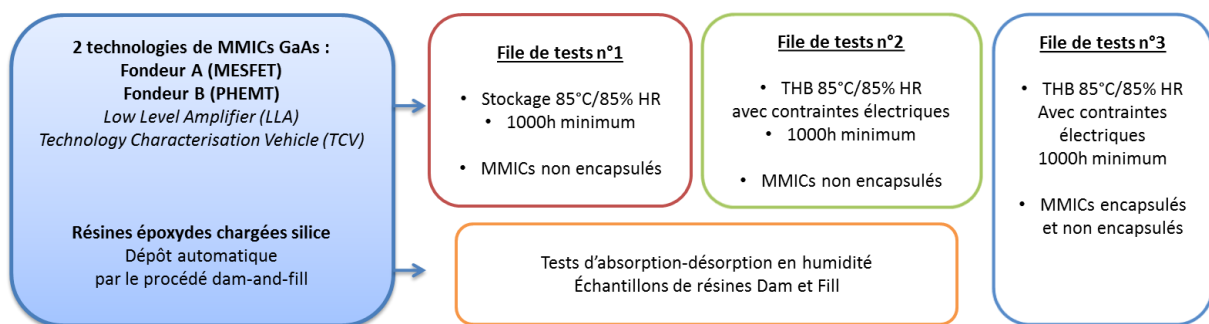 2 technologies de MMICs GaAs :
Fondeur A (MESFET)
Fondeur B (PHEMT)
Low Level Amplifier (LLA)
Technology Characterisation Vehicle (TCV)
Résines époxydes chargées silice
Dépôt automatique
par le procédé dam-and-fill
File de tests n°1
• Stockage 85°C/85% HR
• 1000h minimum
• MMICs non encapsulés
File de tests n°2
• THB 85°C/85% HR
avec contraintes électriques
• 1000h minimum
• MMICs non encapsulés
File de tests n°3
• THB 85°C/85% HR
Avec contraintes
électriques
1000h minimum
• MMICs encapsulés
et non encapsulés
Tests d'absorption-désorption en humidité
Échantillons de résines Dam et Fill